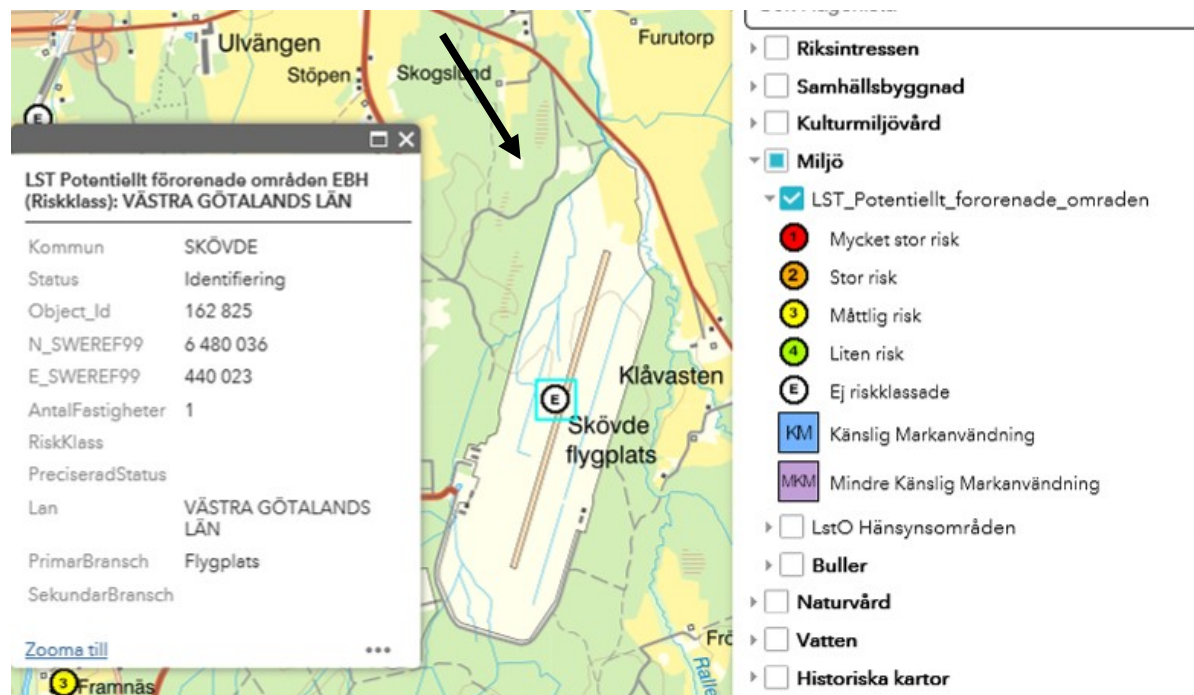 Ulvängen
Stöpen
Skogslund
Furutorp
E
LST Potentiellt förorenade områden EBH
(Riskklass): VÄSTRA GÖTALANDS LÄN
Kommun SKÖVDE
Status Identifiering
Object_Id 162 825
N_SWEREF99 6 480 036
E_SWEREF99 440 023
AntalFastigheter 1
RiskKlass
PreciseradStatus
Lan VÄSTRA GÖTALANDS
LÄN
PrimarBransch Flygplats
SekundarBransch
Zooma till
3 Framnäs
Klåvasten
E
Skövde
flygplats
Frö
Ralle
Riksintressen
Samhällsbyggnad
Kulturmiljövård
Miljö
LST_Potentiellt_fororenade_omraden
1 Mycket stor risk
2 Stor risk
3 Måttlig risk
4 Liten risk
E Ej riskklassade
KM Känslig Markanvändning
MKM Mindre Känslig Markanvändning
LstO Hänsynsområden
Buller
Naturvård
Vatten
Historiska kartor